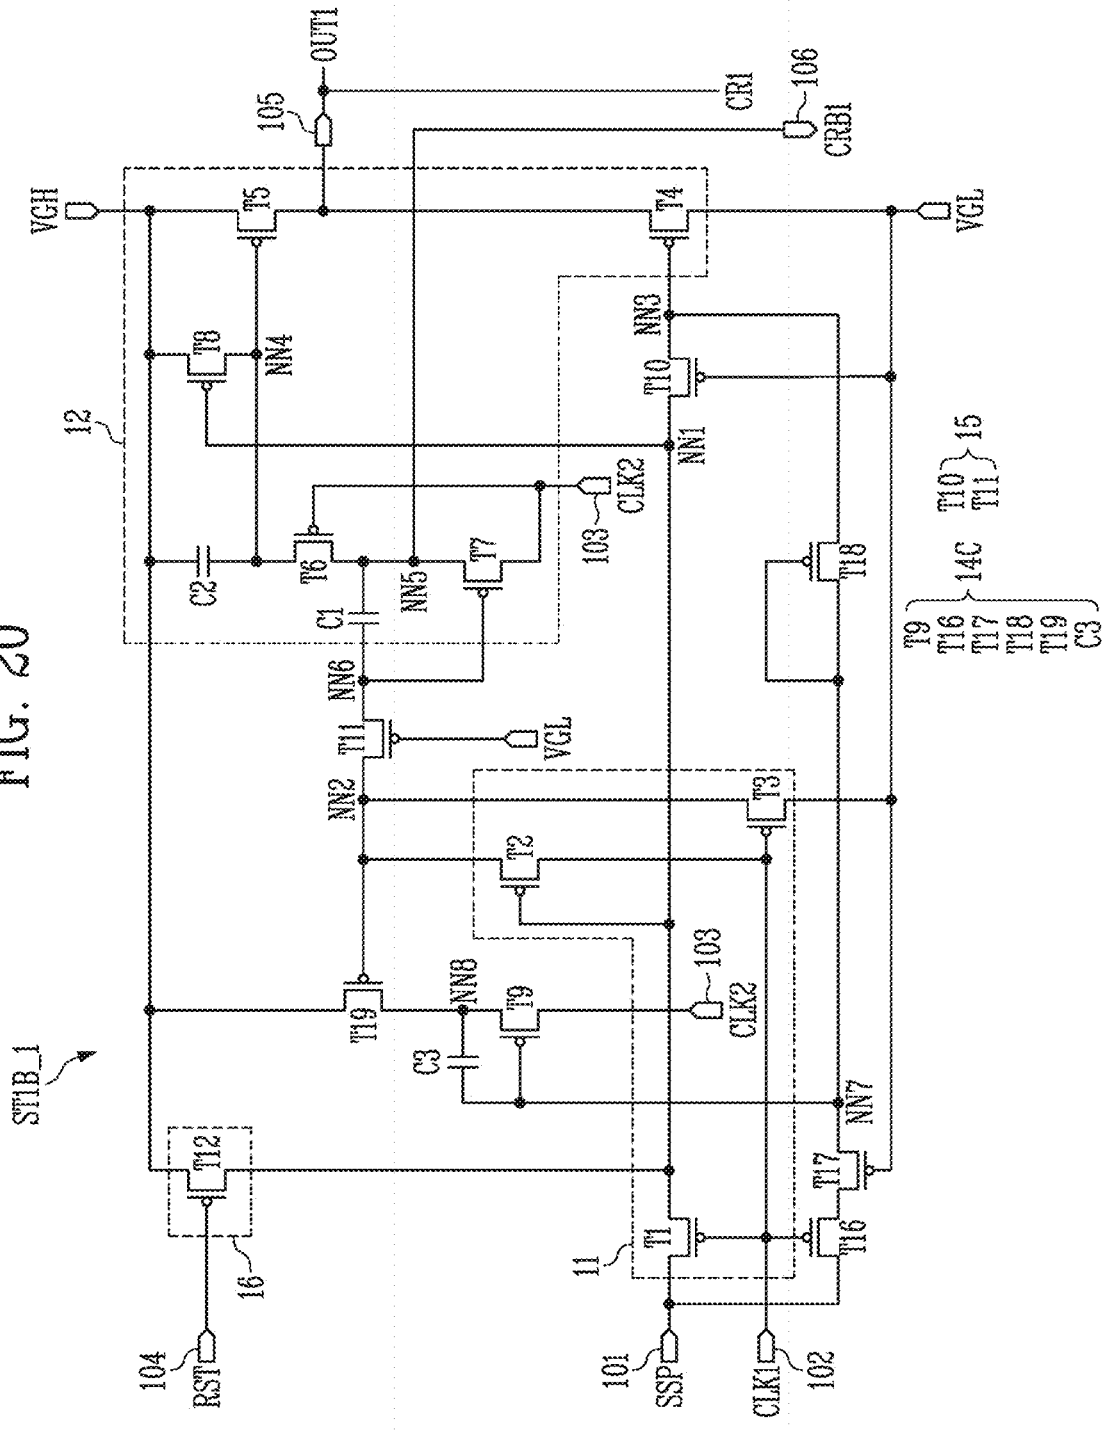 FIG. 20
ST1B_1
VGH
12
OUT1
105
T5
T8
C2
NN4
T12
16
104
RST
T6
C1
NN5
T7
NN6
T11
NN2
VGL
103
CLK2
CR1
106
CRB1
T19
C3
NN8
T9
103
CLK2
T2
T3
NN1
T10
NN3
T4
VGL
11
T1
101
SSP
CLK1
102
T16
T17
NN7
T18
T9
T16
T17
T18
T19
C3
14C
T10
T11
15